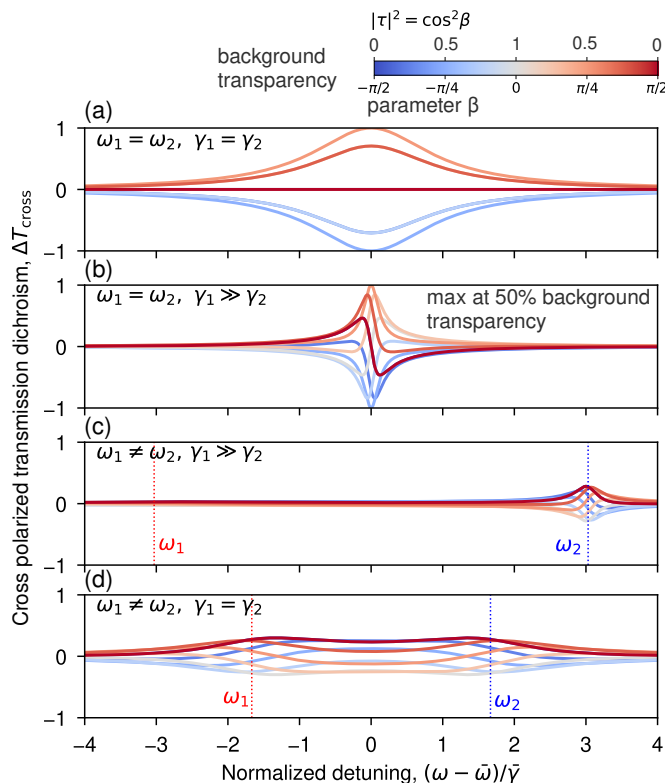 |τ|² = cos²β
background transparency
0 0.5 1 0.5 0
−π/2 −π/4 0 π/4 π/2
parameter β
(a)
ω₁ = ω₂, γ₁ = γ₂
1
0
−1
(b)
ω₁ = ω₂, γ₁ ≫ γ₂
max at 50% background
transparency
1
0
−1
(c)
ω₁ ≠ ω₂, γ₁ ≫ γ₂
1
0
−1
ω₁
ω₂
(d)
ω₁ ≠ ω₂, γ₁ = γ₂
1
0
−1
ω₁
ω₂
−4 −3 −2 −1 0 1 2 3 4
Normalized detuning, (ω − ω̄)/γ̄
Cross polarized transmission dichroism, ΔT_cross